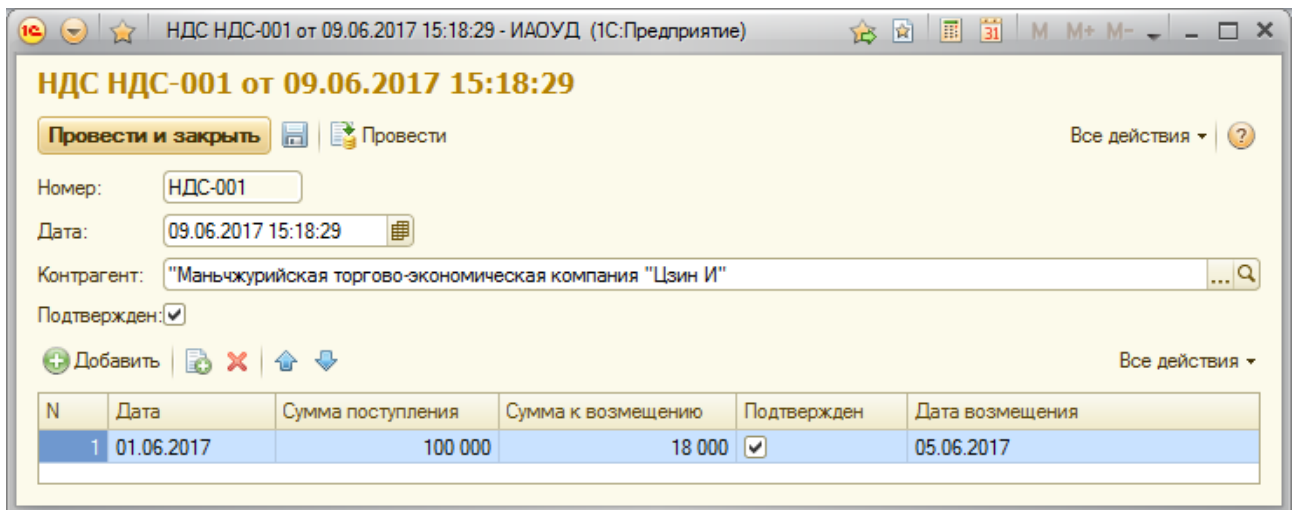 НДС НДС-001 от 09.06.2017 15:18:29 - ИАОУД (1С:Предприятие) 31 M M+ M-
НДС НДС-001 от 09.06.2017 15:18:29
Провести и закрыть Провести Все действия ?
Номер: НДС-001
Дата: 09.06.2017 15:18:29
Контрагент: "Маньчжурийская торгово-экономическая компания "Цзин И" ...
Подтвержден:
Добавить Все действия
N Дата Сумма поступления Сумма к возмещению Подтвержден Дата возмещения
1 01.06.2017 100 000 18 000 05.06.2017